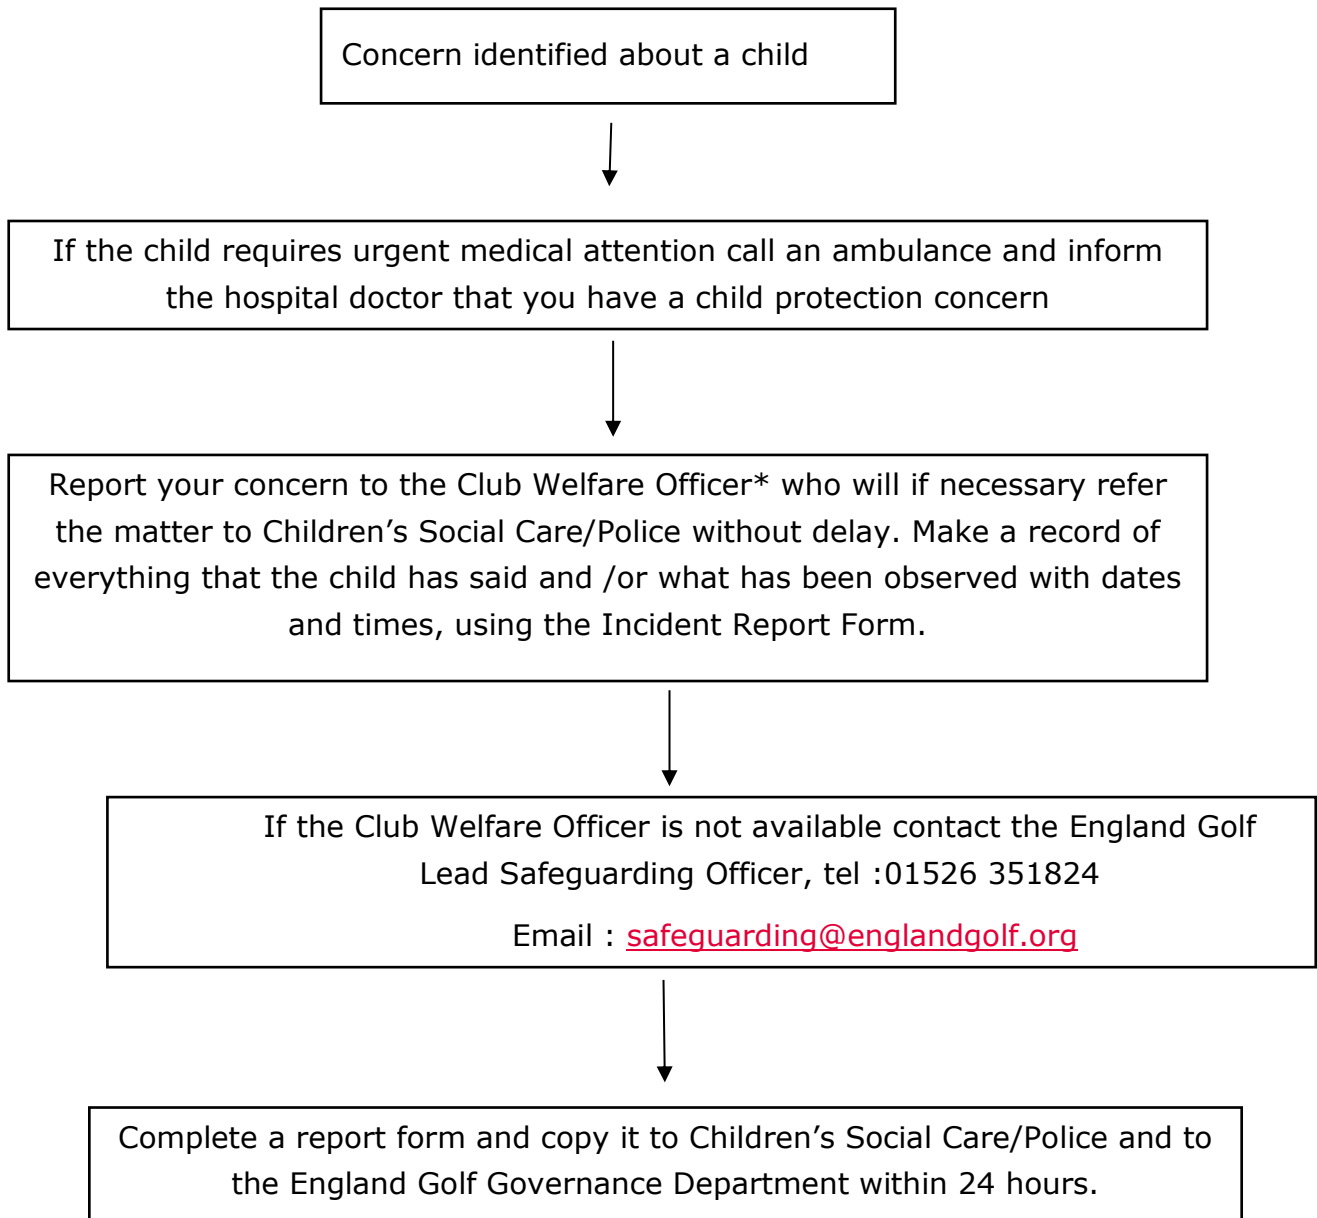 Concern identified about a child
If the child requires urgent medical attention call an ambulance and inform
the hospital doctor that you have a child protection concern
Report your concern to the Club Welfare Officer* who will if necessary refer
the matter to Children’s Social Care/Police without delay. Make a record of
everything that the child has said and /or what has been observed with dates
and times, using the Incident Report Form.
If the Club Welfare Officer is not available contact the England Golf
Lead Safeguarding Officer, tel :01526 351824
Email : safeguarding@englandgolf.org
Complete a report form and copy it to Children’s Social Care/Police and to
the England Golf Governance Department within 24 hours.